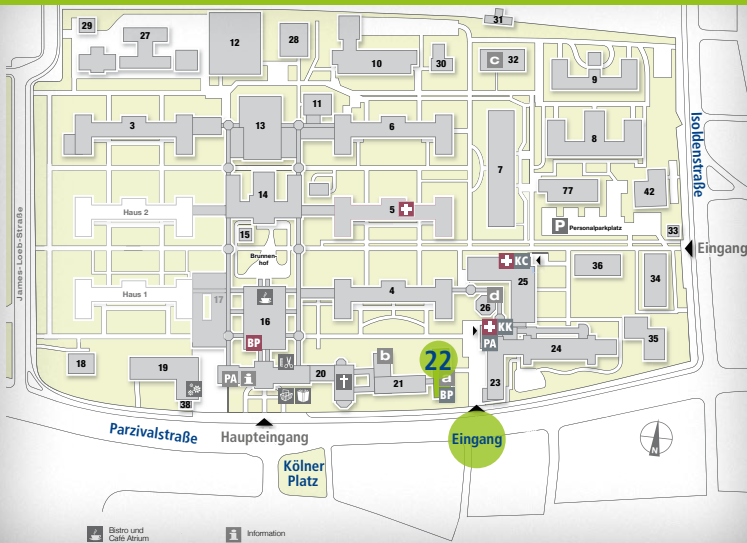 31
29
27
12
28
10
30
C 32
9
11
3
13
6
7
8
14
77
42
Isoldenstraße
Haus 2
5
P Personalparkplatz
15
33
Brunnen-
hof
Eingang
James-Loeb-Straße
KC
36
34
Haus 1
17
4
25
d
26
16
KK
PA
BP
35
24
18
19
b
22
PA
20
21
a
BP
23
38
Parzivalstraße
Haupteingang
Eingang
Kölner
Platz
N
Bistro und
Café Atrium
Information